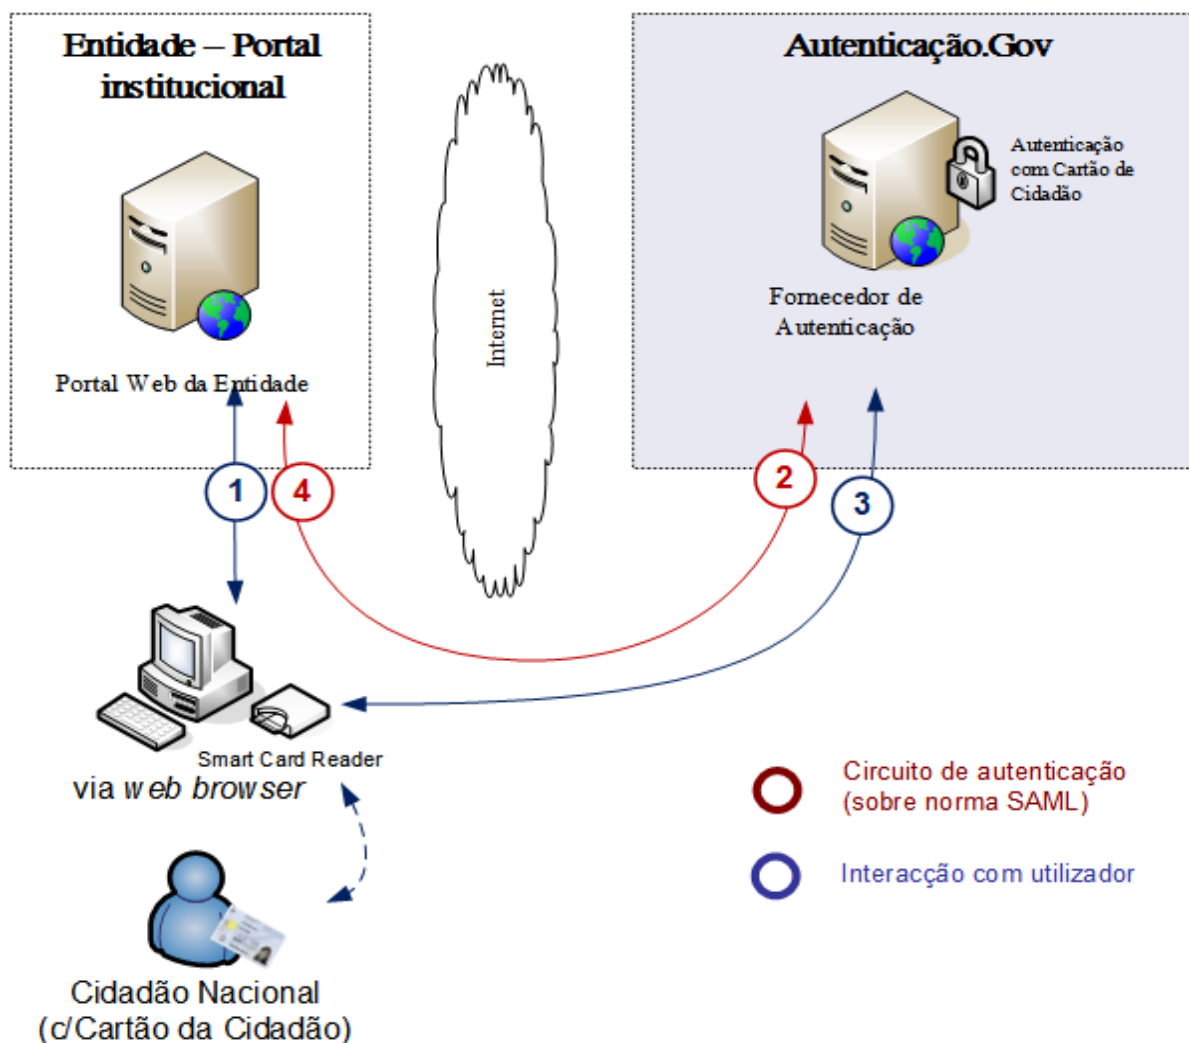 Entidade – Portal
institucional
Portal Web da Entidade
Internet
Autenticação.Gov
Autenticação
com Cartão de
Cidadão
Fornecedor de
Autenticação
1
4
2
3
Smart Card Reader
via web browser
Cidadão Nacional
(c/Cartão da Cidadão)
Circuito de autenticação
(sobre norma SAML)
Interacção com utilizador